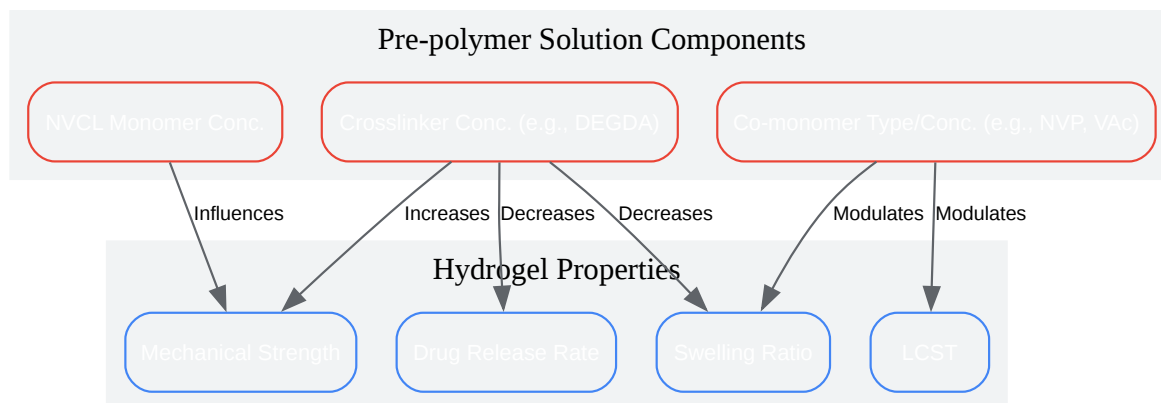 Pre-polymer Solution Components
NVCL Monomer Conc.
Crosslinker Conc. (e.g., DEGDA)
Co-monomer Type/Conc. (e.g., NVP, VAc)
Influences
Increases
Decreases
Decreases
Modulates
Modulates
Hydrogel Properties
Mechanical Strength
Drug Release Rate
Swelling Ratio
LCST